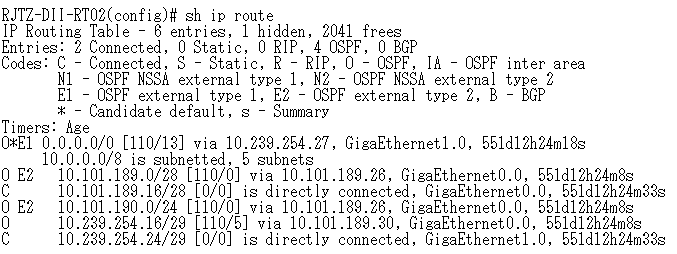 RJTZ-DII-RT02(config)# sh ip route
IP Routing Table - 6 entries, 1 hidden, 2041 frees
Entries: 2 Connected, 0 Static, 0 RIP, 4 OSPF, 0 BGP
Codes: C - Connected, S - Static, R - RIP, O - OSPF, IA - OSPF inter area
N1 - OSPF NSSA external type 1, N2 - OSPF NSSA external type 2
E1 - OSPF external type 1, E2 - OSPF external type 2, B - BGP
* - Candidate default, s - Summary
Timers: Age
O*E1 0.0.0.0/0 [110/13] via 10.239.254.27, GigaEthernet1.0, 551d12h24m18s
10.0.0.0/8 is subnetted, 5 subnets
O E2 10.101.189.0/28 [110/0] via 10.101.189.26, GigaEthernet0.0, 551d12h24m8s
C 10.101.189.16/28 [0/0] is directly connected, GigaEthernet0.0, 551d12h24m33s
O E2 10.101.190.0/24 [110/0] via 10.101.189.26, GigaEthernet0.0, 551d12h24m8s
O 10.239.254.16/29 [110/5] via 10.101.189.30, GigaEthernet0.0, 551d12h24m8s
C 10.239.254.24/29 [0/0] is directly connected, GigaEthernet1.0, 551d12h24m33s